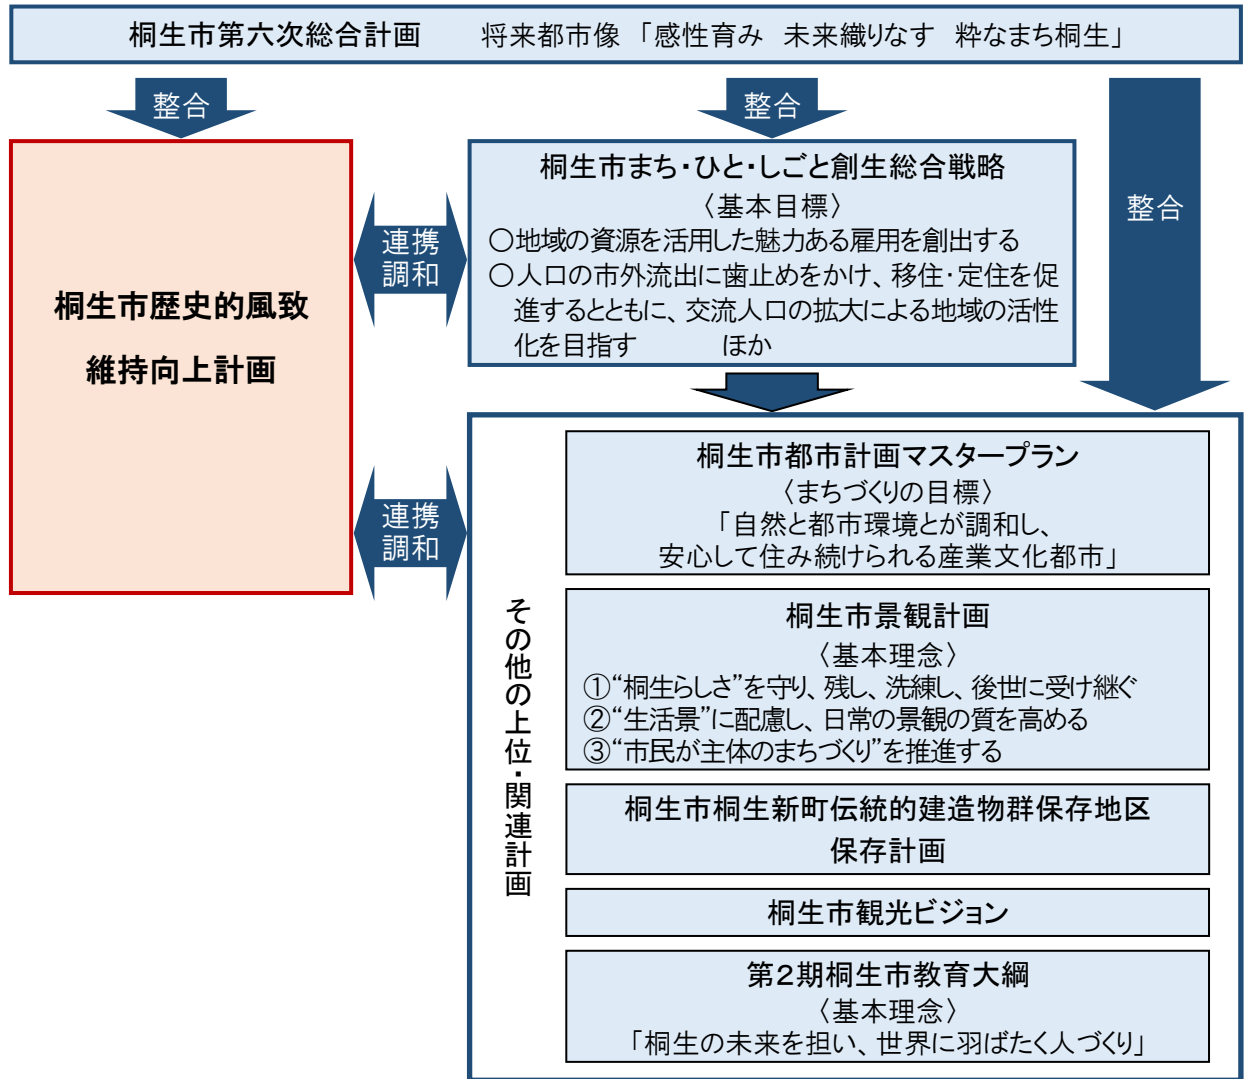 桐生市第六次総合計画　将来都市像「感性育み　未来織りなす　粋なまち桐生」
整合
整合
整合
桐生市歴史的風致
維持向上計画
連携
調和
桐生市まち・ひと・しごと創生総合戦略
〈基本目標〉
○地域の資源を活用した魅力ある雇用を創出する
○人口の市外流出に歯止めをかけ、移住・定住を促
進するとともに、交流人口の拡大による地域の活性
化を目指す　ほか
連携
調和
その他の上位・関連計画
桐生市都市計画マスタープラン
〈まちづくりの目標〉
「自然と都市環境とが調和し、
安心して住み続けられる産業文化都市」
桐生市景観計画
〈基本理念〉
①“桐生らしさ”を守り、残し、洗練し、後世に受け継ぐ
②“生活景”に配慮し、日常の景観の質を高める
③“市民が主体のまちづくり”を推進する
桐生市桐生新町伝統的建造物群保存地区
保存計画
桐生市観光ビジョン
第２期桐生市教育大綱
〈基本理念〉
「桐生の未来を担い、世界に羽ばたく人づくり」